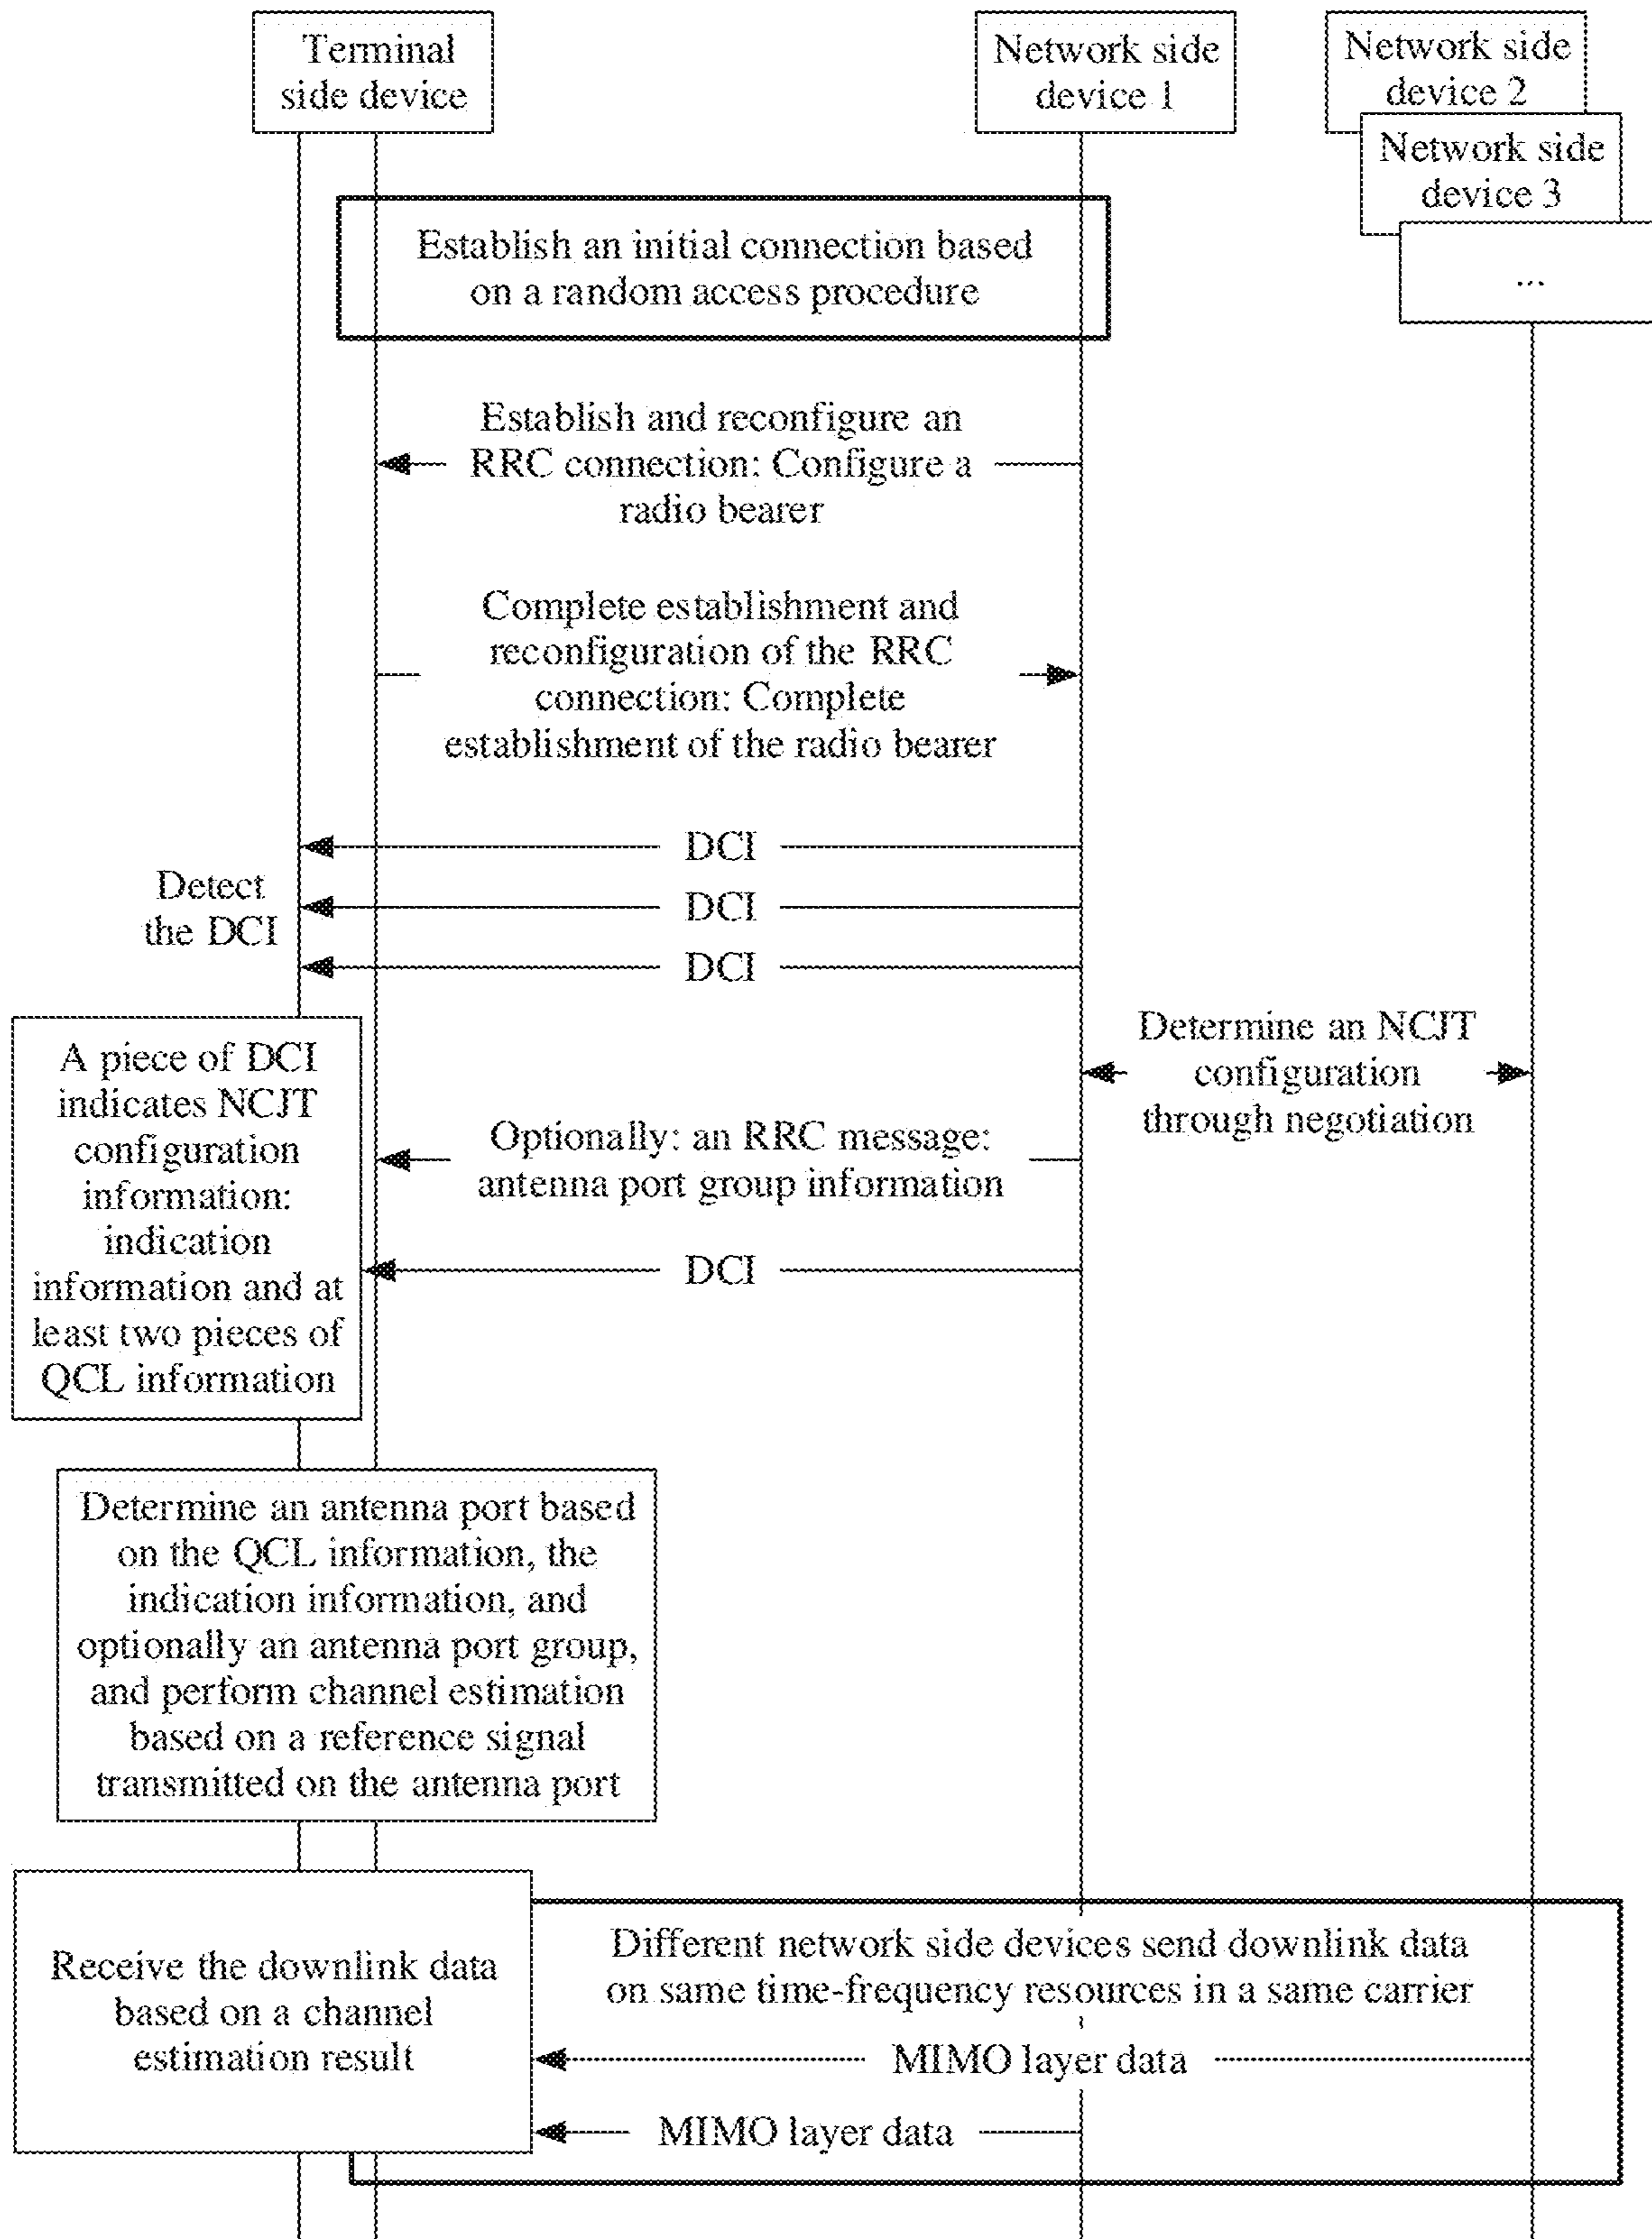 Terminal
side device
Network side
device 1
Network side
device 2
Network side
device 3
...
Establish an initial connection based
on a random access procedure
Establish and reconfigure an
RRC connection: Configure a
radio bearer
Complete establishment and
reconfiguration of the RRC
connection: Complete
establishment of the radio bearer
DCI
Detect
the DCI
DCI
DCI
Determine an NCJT
configuration
through negotiation
A piece of DCI
indicates NCJT
configuration
information:
indication
information and at
least two pieces of
QCL information
Optionally: an RRC message:
antenna port group information
DCI
Determine an antenna port based
on the QCL information, the
indication information, and
optionally an antenna port group,
and perform channel estimation
based on a reference signal
transmitted on the antenna port
Receive the downlink data
based on a channel
estimation result
Different network side devices send downlink data
on same time-frequency resources in a same carrier
MIMO layer data
MIMO layer data